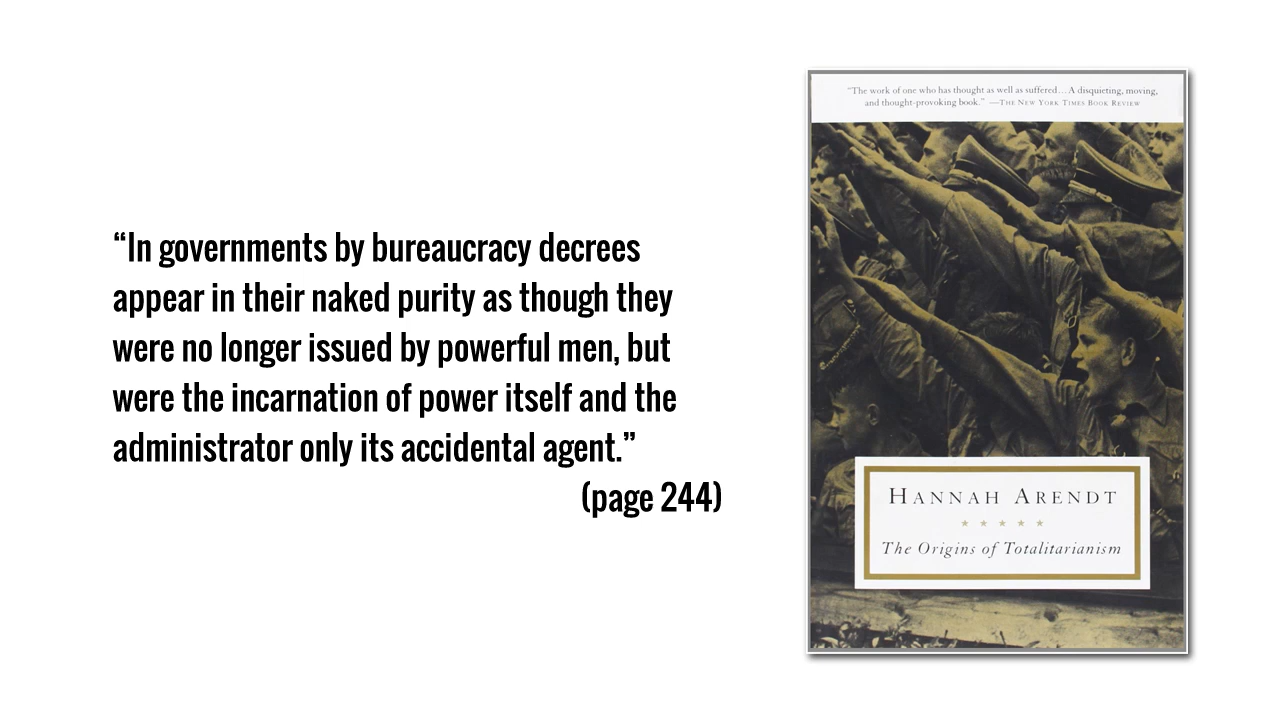 “In governments by bureaucracy decrees
appear in their naked purity as though they
were no longer issued by powerful men, but
were the incarnation of power itself and the
administrator only its accidental agent.”
(page 244)
“The work of one who has thought as well as suffered…A disquieting, moving,
and thought-provoking book.” —The New York Times Book Review
Hannah Arendt
The Origins of Totalitarianism